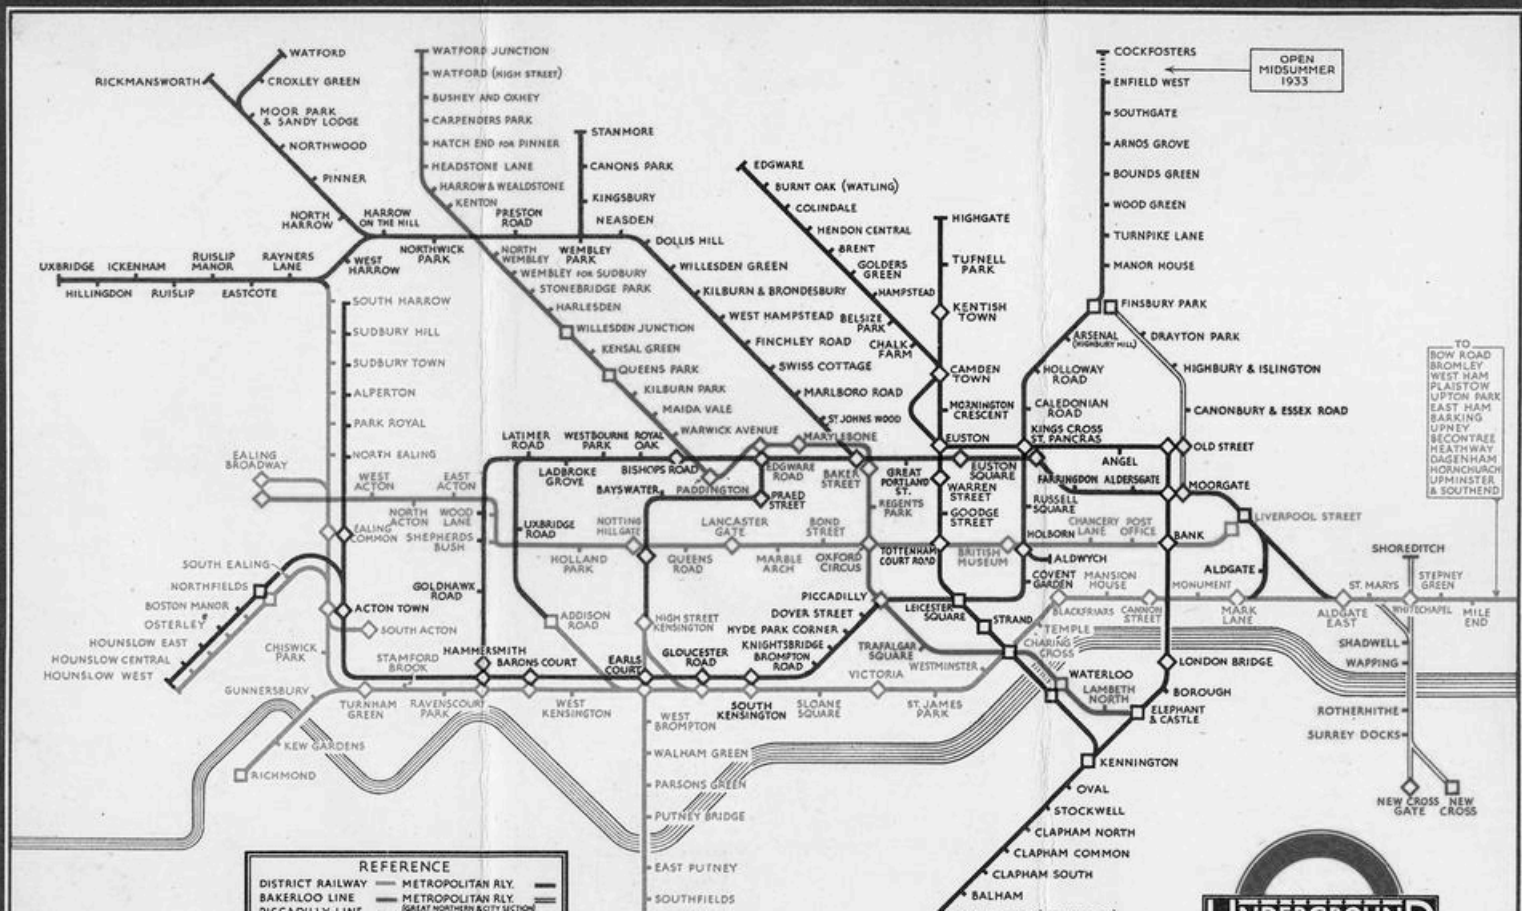 WATFORD
RICKMANSWORTH
CROXLEY GREEN
MOOR PARK
& SANDY LODGE
NORTHWOOD
PINNER
NORTH
HARROW
HARROW
ON THE HILL
NORTHWICK
PARK
PRESTON
ROAD
WEST
HARROW
UXBRIDGE
ICKENHAM
RUISLIP
MANOR
RAYNERS
LANE
HILLINGDON
RUISLIP
EASTCOTE
WATFORD JUNCTION
WATFORD (HIGH STREET)
BUSHEY AND OXHEY
CARPENDERS PARK
HATCH END FOR PINNER
HEADSTONE LANE
HARROW & WEALDSTONE
KENTON
NORTH
WEMBLEY
WEMBLEY FOR SUDBURY
STONEBRIDGE PARK
HARLESDEN
WILLESDEN JUNCTION
KENSAL GREEN
QUEENS PARK
KILBURN PARK
MAIDA VALE
WARWICK AVENUE
STANMORE
CANONS PARK
KINGSBURY
NEASDEN
WEMBLEY
PARK
DOLLIS HILL
WILLESDEN GREEN
KILBURN & BRONDESBURY
WEST HAMPSTEAD
FINCHLEY ROAD
SWISS COTTAGE
MARLBORO ROAD
ST. JOHNS WOOD
EDGWARE
BURNT OAK (WATLING)
COLINDALE
HENDON CENTRAL
BRENT
GOLDERS
GREEN
HAMPSTEAD
BELSIZE
PARK
CHALK
FARM
HIGHGATE
TUFNELL
PARK
KENTISH
TOWN
CAMDEN
TOWN
MORNINGTON
CRESCENT
EUSTON
COCKFOSTERS
OPEN
MIDSUMMER
1933
ENFIELD WEST
SOUTHGATE
ARNOS GROVE
BOUNDS GREEN
WOOD GREEN
TURNPIKE LANE
MANOR HOUSE
FINSBURY PARK
ARSENAL
(HIGHBURY HILL)
DRAYTON PARK
HOLLOWAY
ROAD
HIGHBURY & ISLINGTON
CALEDONIAN
ROAD
CANONBURY & ESSEX ROAD
KINGS CROSS
ST. PANCRAS
OLD STREET
ANGEL
TO
BOW ROAD
BROMLEY
WEST HAM
PLAISTOW
UPTON PARK
EAST HAM
BARKING
UPNEY
BECONTREE
HEATHWAY
DAGENHAM
HORNCHURCH
UPMINSTER
& SOUTHEND
SOUTH HARROW
SUDBURY HILL
SUDBURY TOWN
ALPERTON
PARK ROYAL
NORTH EALING
EALING
BROADWAY
WEST
ACTON
EAST
ACTON
NORTH
ACTON
WOOD
LANE
SHEPHERDS
BUSH
EALING
COMMON
LATIMER
ROAD
WESTBOURNE
PARK
ROYAL
OAK
LADBROKE
GROVE
BISHOPS ROAD
BAYSWATER
PADDINGTON
MARYLEBONE
EDGWARE
ROAD
BAKER
STREET
PRAED
STREET
GREAT
PORTLAND
ST.
EUSTON
SQUARE
WARREN
STREET
GOODGE
STREET
REGENTS
PARK
RUSSELL
SQUARE
FARRINGDON
ALDERSGATE
MOORGATE
LIVERPOOL STREET
UXBRIDGE
ROAD
NOTTING
HILL GATE
LANCASTER
GATE
BOND
STREET
HOLLAND
PARK
QUEENS
ROAD
MARBLE
ARCH
OXFORD
CIRCUS
TOTTENHAM
COURT ROAD
BRITISH
MUSEUM
HOLBORN
CHANCERY
LANE
POST
OFFICE
BANK
ALDWYCH
COVENT
GARDEN
MANSION
HOUSE
MONUMENT
ALDGATE
BLACKFRIARS
CANNON
STREET
MARK
LANE
ALDGATE
EAST
ST. MARYS
SHOREDITCH
STEPNEY
GREEN
WHITECHAPEL
MILE
END
SOUTH EALING
NORTHFIELDS
BOSTON MANOR
OSTERLEY
HOUNSLOW EAST
HOUNSLOW CENTRAL
HOUNSLOW WEST
ACTON TOWN
SOUTH ACTON
CHISWICK
PARK
GOLDHAWK
ROAD
ADDISON
ROAD
HIGH STREET
KENSINGTON
PICCADILLY
DOVER STREET
HYDE PARK CORNER
KNIGHTSBRIDGE
BROMPTON
ROAD
LEICESTER
SQUARE
STRAND
TRAFALGAR
SQUARE
TEMPLE
CHARING
CROSS
WESTMINSTER
STAMFORD
BROOK
HAMMERSMITH
BARONS COURT
EARLS
COURT
GLOUCESTER
ROAD
VICTORIA
GUNNERSBURY
TURNHAM
GREEN
RAVENSCOURT
PARK
WEST
KENSINGTON
SOUTH
KENSINGTON
SLOANE
SQUARE
ST. JAMES
PARK
WATERLOO
LAMBETH
NORTH
LONDON BRIDGE
BOROUGH
ELEPHANT
& CASTLE
SHADWELL
WAPPING
ROTHERHITHE
SURREY DOCKS
NEW CROSS
GATE
NEW
CROSS
KEW GARDENS
RICHMOND
WEST
BROMPTON
WALHAM GREEN
PARSONS GREEN
PUTNEY BRIDGE
EAST PUTNEY
SOUTHFIELDS
KENNINGTON
OVAL
STOCKWELL
CLAPHAM NORTH
CLAPHAM COMMON
CLAPHAM SOUTH
BALHAM
REFERENCE
DISTRICT RAILWAY
METROPOLITAN RLY.
BAKERLOO LINE
METROPOLITAN RLY.
(GREAT NORTHERN & CITY SECTION)
PICCADILLY LINE
UNDERGROUND